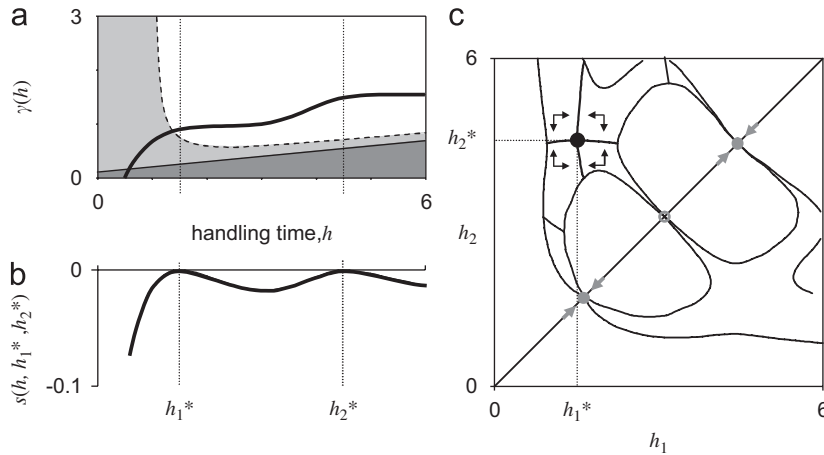 a
3
γ(h)
0
0
6
handling time,h
b
0
s(h, h₁* ,h₂*)
-0.1
h₁*
h₂*
c
6
h₂*
h₂
0
0
h₁*
6
h₁